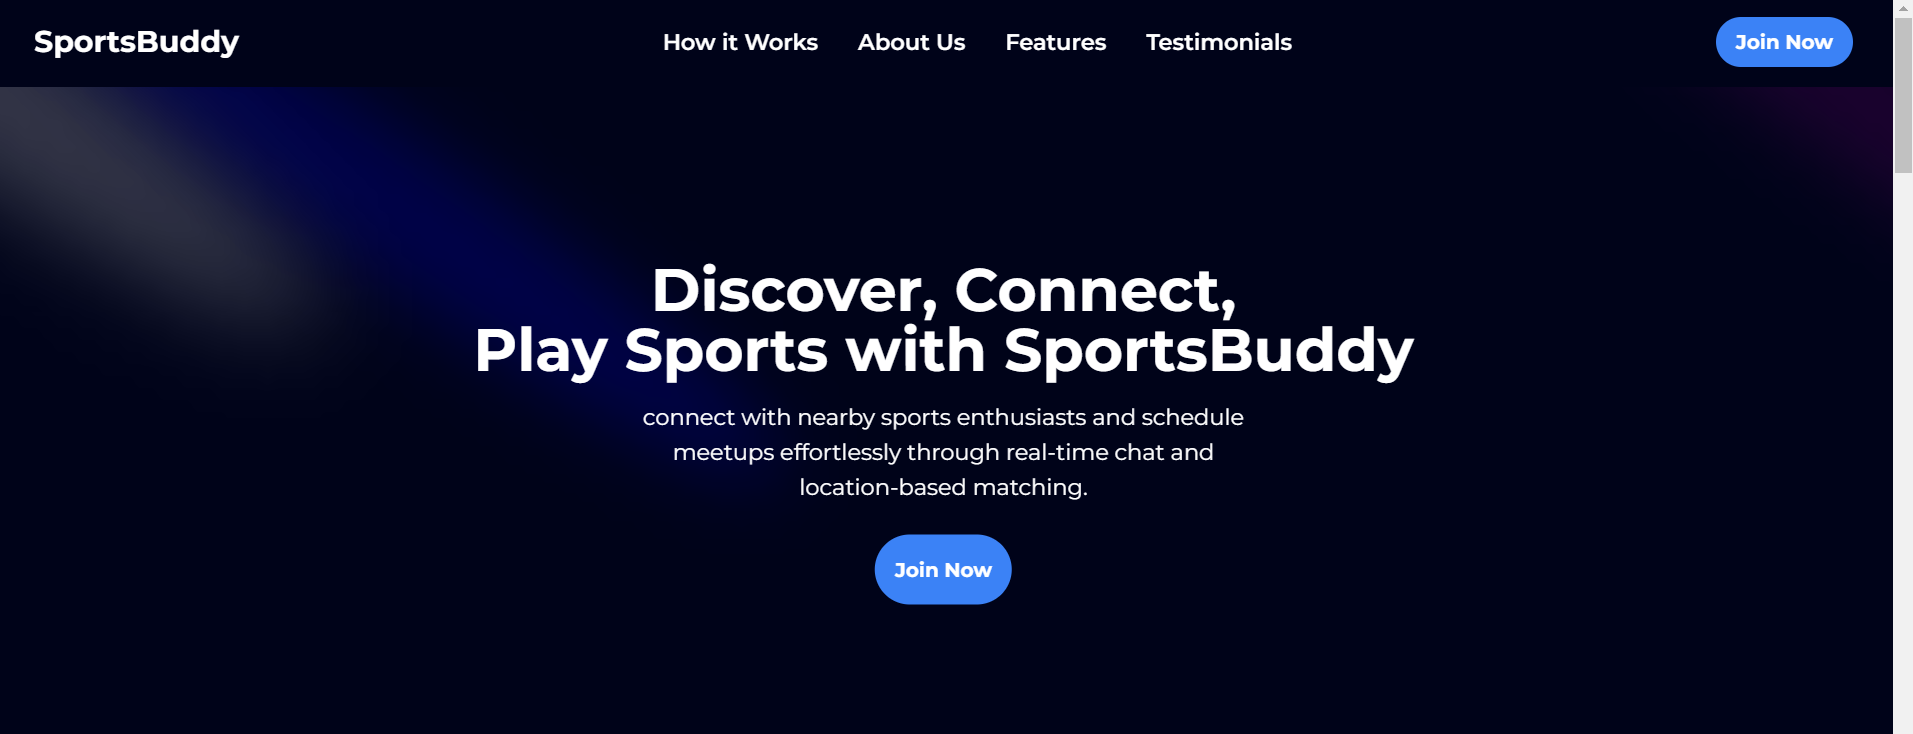 SportsBuddy
How it Works
About Us
Features
Testimonials
Join Now
Discover, Connect,
Play Sports with SportsBuddy
connect with nearby sports enthusiasts and schedule
meetups effortlessly through real-time chat and
location-based matching.
Join Now